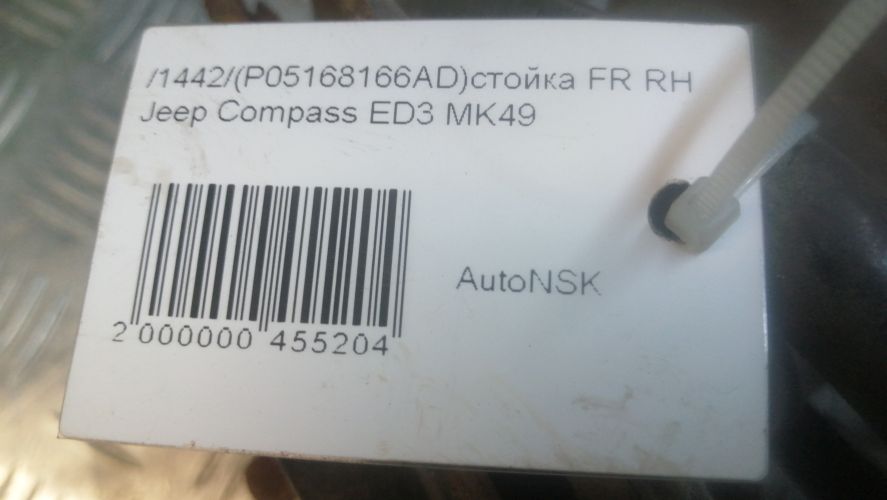 /1442/(P05168166AD)стойка FR RH
Jeep Compass ED3 MK49
AutoNSK
2 000000 455204